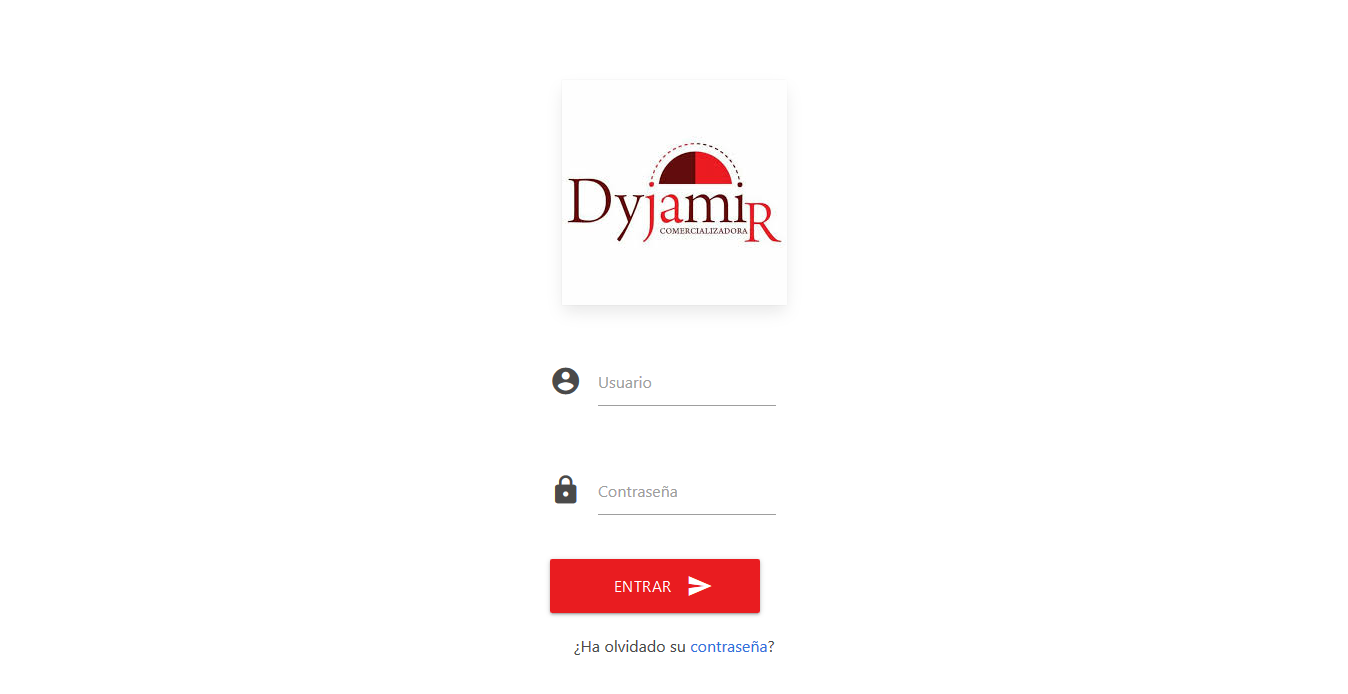 DyjamiR
COMERCIALIZADORA
Usuario
Contraseña
ENTRAR
¿Ha olvidado su contraseña?